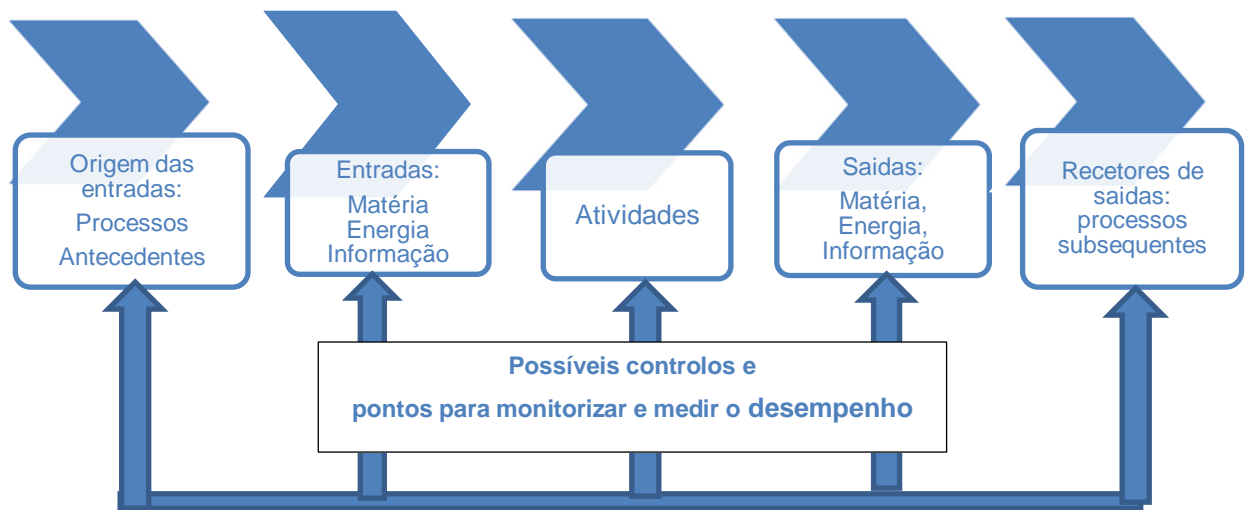 Origem das
entradas:
Processos
Antecedentes
Entradas:
Matéria
Energia
Informação
Atividades
Saidas:
Matéria,
Energia,
Informação
Recetores de
saidas:
processos
subsequentes
Possíveis controlos e
pontos para monitorizar e medir o desempenho